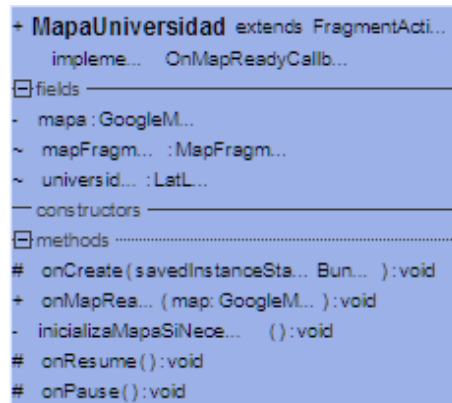 + MapaUniversidad extends FragmentActi...
impleme... OnMapReadyCallb...
fields
- mapa : GoogleM...
~ mapFragm... : MapFragm...
~ universid... : LatL...
constructors
methods
# onCreate ( savedInstanceSta... Bun... ) : void
+ onMapRea... ( map: GoogleM... ) : void
- inicializaMapaSiNece... ( ) : void
# onResume ( ) : void
# onPause ( ) : void